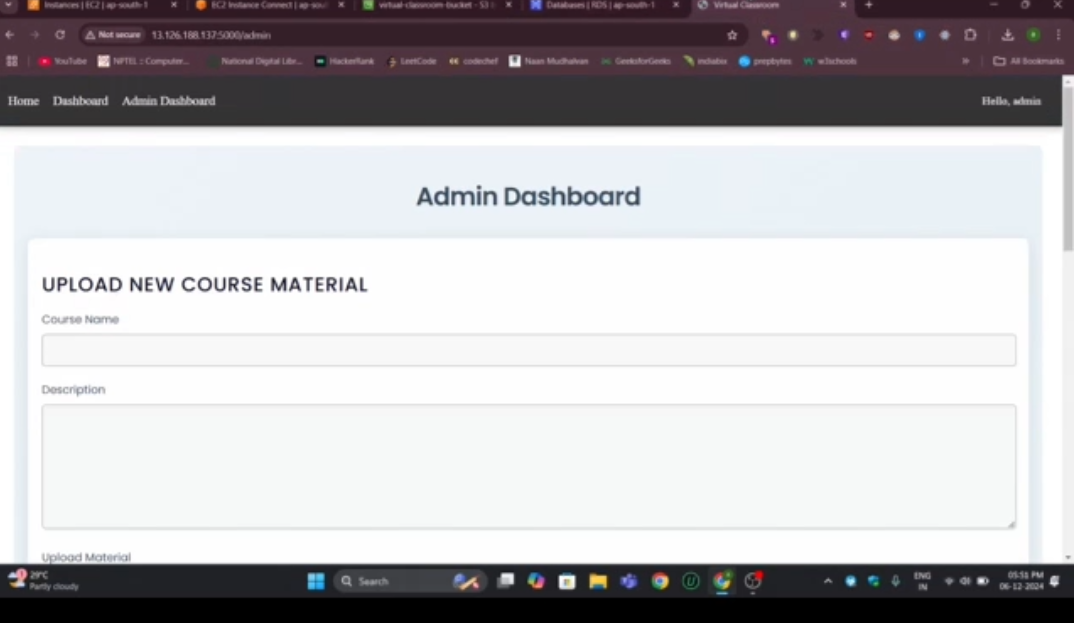 Instances | EC2 | ap-south-1
EC2 Instance Connect | ap-sou
virtual-classroom-bucket - S3
Databases | RDS | ap-south-1
Virtual Classroom
Not secure 13.126.188.137:5000/admin
YouTube
NPTEL : Computer...
National Digital Libr...
HackerRank
LeetCode
codechef
Naan Mudhalvan
GeeksforGeeks
indiabix
prepbytes
w3schools
All Bookmarks
Home Dashboard Admin Dashboard
Hello, admin
Admin Dashboard
UPLOAD NEW COURSE MATERIAL
Course Name
Description
Upload Material
29°C
Partly cloudy
Search
ENG
IN
05:51 PM
06-12-2024